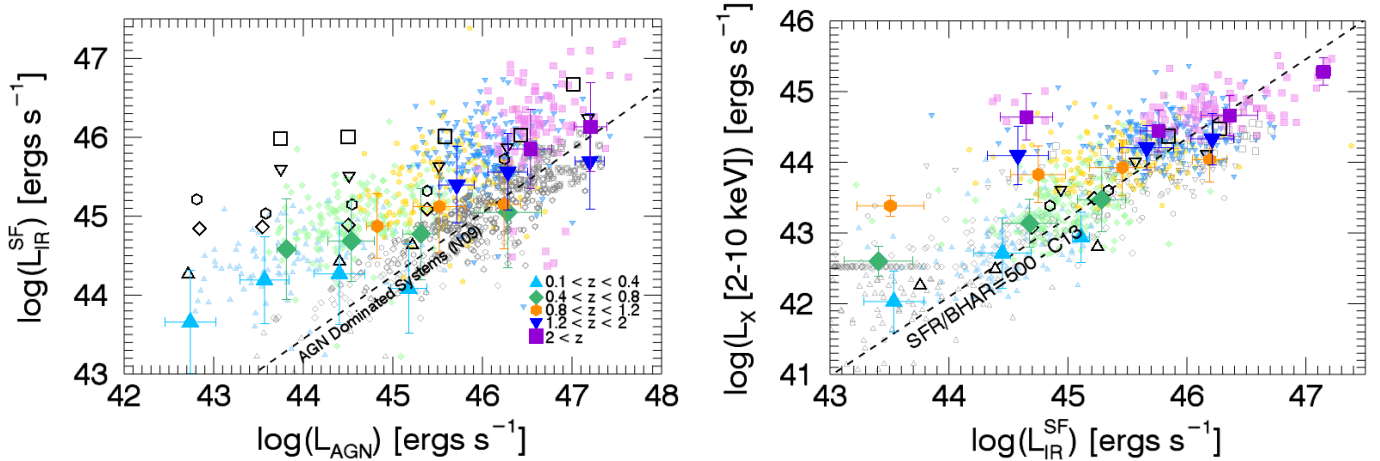 log(L_IR^SF) [ergs s^−1]
47
46
45
44
43
AGN Dominated Systems (N09)
0.1 < z < 0.4
0.4 < z < 0.8
0.8 < z < 1.2
1.2 < z < 2
2 < z
42 43 44 45 46 47 48
log(L_AGN) [ergs s^−1]
log(L_X [2-10 keV]) [ergs s^−1]
46
45
44
43
42
41
SFR/BHAR=500 C13
43 44 45 46 47
log(L_IR^SF) [ergs s^−1]